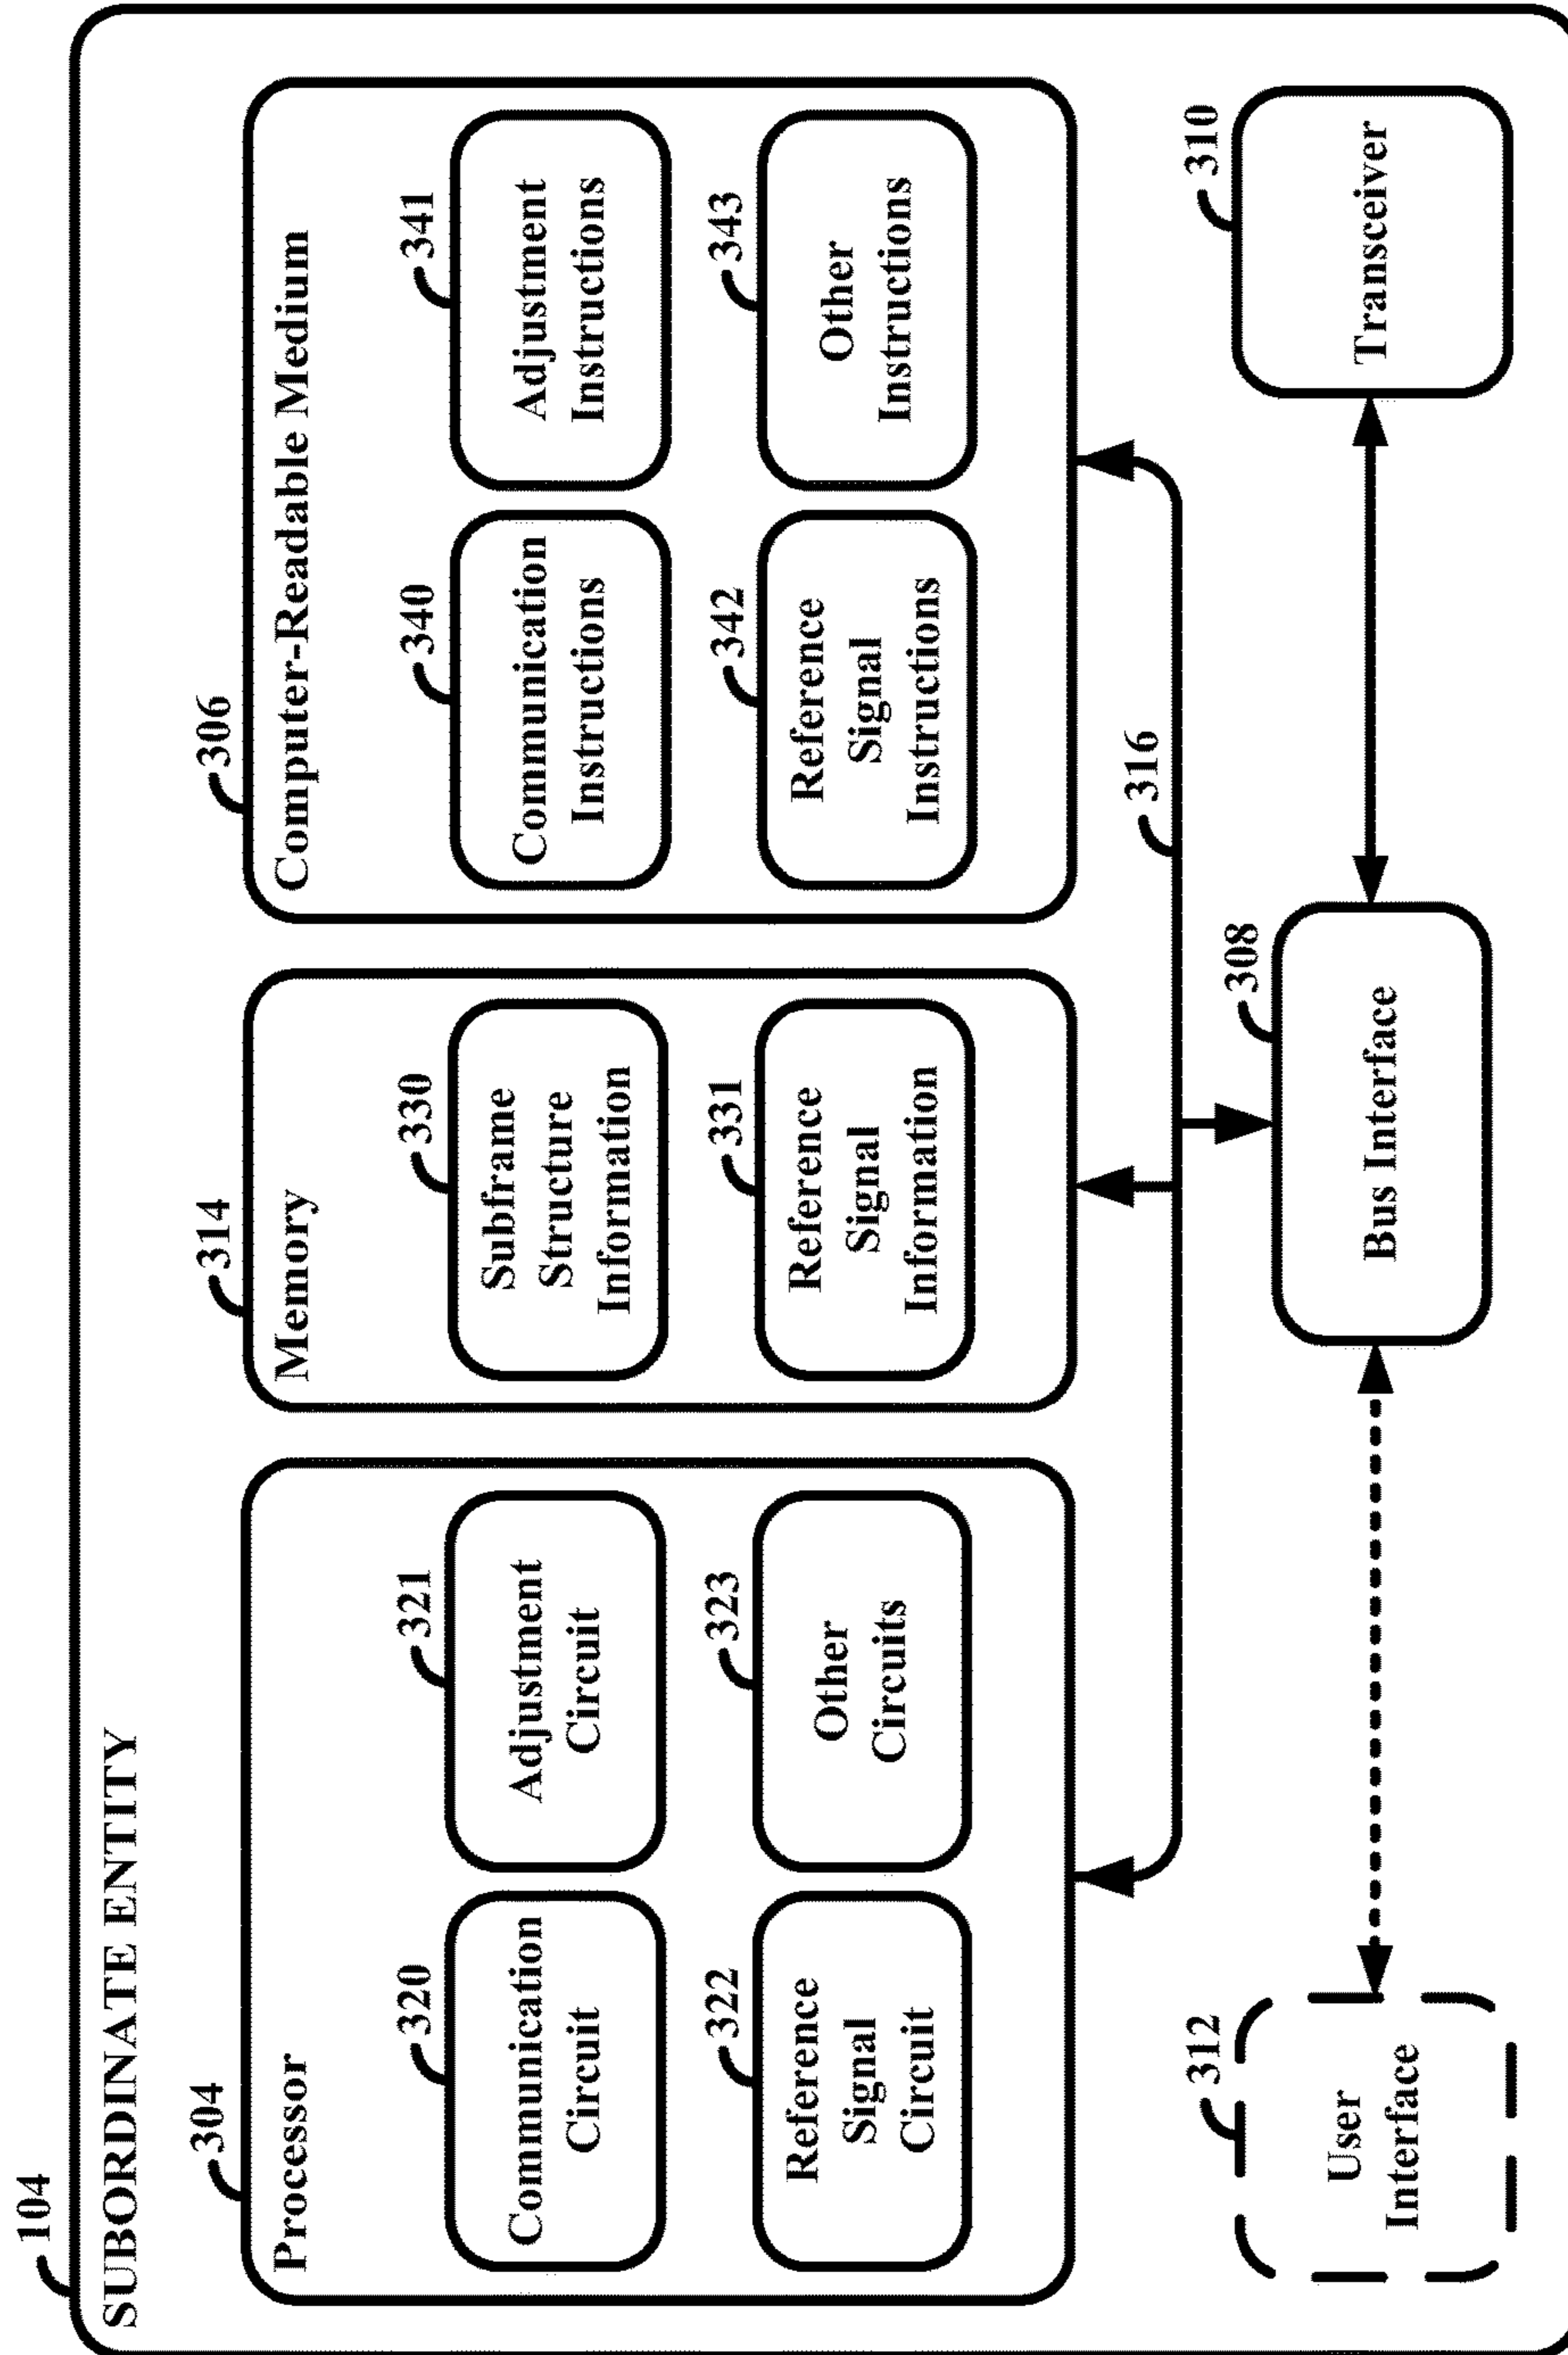 104
SUBORDINATE ENTITY
304
Processor
320
Communication
Circuit
321
Adjustment
Circuit
322
Reference
Signal
Circuit
323
Other
Circuits
314
Memory
330
Subframe
Structure
Information
331
Reference
Signal
Information
306
Computer-Readable Medium
340
Communication
Instructions
341
Adjustment
Instructions
342
Reference
Signal
Instructions
343
Other
Instructions
316
312
User
Interface
308
Bus Interface
310
Transceiver